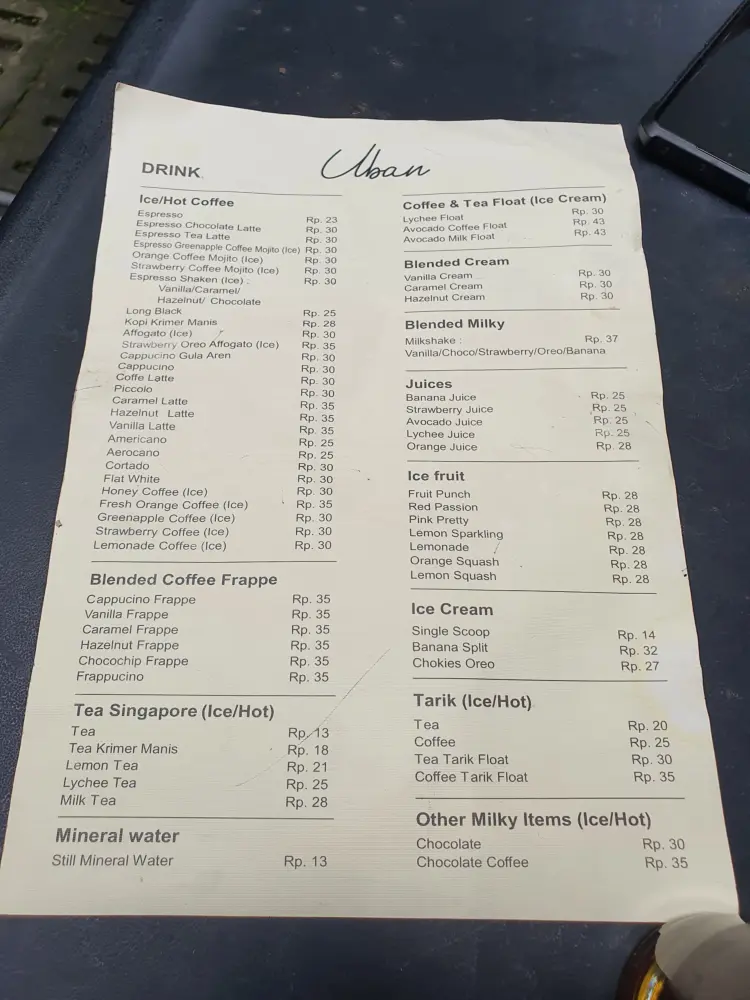 Uban
DRINK
Ice/Hot Coffee
Espresso Rp. 23
Espresso Chocolate Latte Rp. 30
Espresso Tea Latte Rp. 30
Espresso Greenapple Coffee Mojito (Ice) Rp. 30
Orange Coffee Mojito (Ice) Rp. 30
Strawberry Coffee Mojito (Ice) Rp. 30
Espresso Shaken (Ice) : Rp. 30
Vanilla/Caramel/
Hazelnut/ Chocolate
Long Black Rp. 25
Kopi Krimer Manis Rp. 28
Affogato (Ice) Rp. 30
Strawberry Oreo Affogato (Ice) Rp. 35
Cappucino Gula Aren Rp. 30
Cappucino Rp. 30
Coffe Latte Rp. 30
Piccolo Rp. 30
Caramel Latte Rp. 35
Hazelnut Latte Rp. 35
Vanilla Latte Rp. 35
Americano Rp. 25
Aerocano Rp. 25
Cortado Rp. 30
Flat White Rp. 30
Honey Coffee (Ice) Rp. 30
Fresh Orange Coffee (Ice) Rp. 35
Greenapple Coffee (Ice) Rp. 30
Strawberry Coffee (Ice) Rp. 30
Lemonade Coffee (Ice) Rp. 30
Blended Coffee Frappe
Cappucino Frappe Rp. 35
Vanilla Frappe Rp. 35
Caramel Frappe Rp. 35
Hazelnut Frappe Rp. 35
Chocochip Frappe Rp. 35
Frappucino Rp. 35
Tea Singapore (Ice/Hot)
Tea Rp. 13
Tea Krimer Manis Rp. 18
Lemon Tea Rp. 21
Lychee Tea Rp. 25
Milk Tea Rp. 28
Mineral water
Still Mineral Water Rp. 13
Coffee & Tea Float (Ice Cream)
Lychee Float Rp. 30
Avocado Coffee Float Rp. 43
Avocado Milk Float Rp. 43
Blended Cream
Vanilla Cream Rp. 30
Caramel Cream Rp. 30
Hazelnut Cream Rp. 30
Blended Milky
Milkshake : Rp. 37
Vanilla/Choco/Strawberry/Oreo/Banana
Juices
Banana Juice Rp. 25
Strawberry Juice Rp. 25
Avocado Juice Rp. 25
Lychee Juice Rp. 25
Orange Juice Rp. 28
Ice fruit
Fruit Punch Rp. 28
Red Passion Rp. 28
Pink Pretty Rp. 28
Lemon Sparkling Rp. 28
Lemonade Rp. 28
Orange Squash Rp. 28
Lemon Squash Rp. 28
Ice Cream
Single Scoop Rp. 14
Banana Split Rp. 32
Chokies Oreo Rp. 27
Tarik (Ice/Hot)
Tea Rp. 20
Coffee Rp. 25
Tea Tarik Float Rp. 30
Coffee Tarik Float Rp. 35
Other Milky Items (Ice/Hot)
Chocolate Rp. 30
Chocolate Coffee Rp. 35